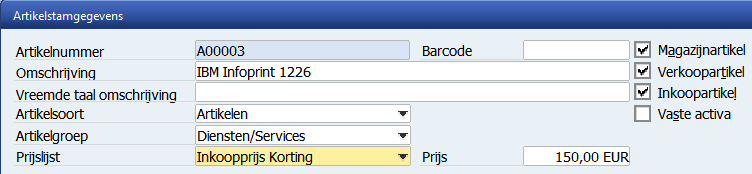 Artikelstamgegevens
Artikelnummer A00003 Barcode Magazijnartikel
Omschrijving IBM Infoprint 1226 Verkoopartikel
Vreemde taal omschrijving Inkoopartikel
Artikelsoort Artikelen Vaste activa
Artikelgroep Diensten/Services
Prijslijst Inkoopprijs Korting Prijs 150,00 EUR